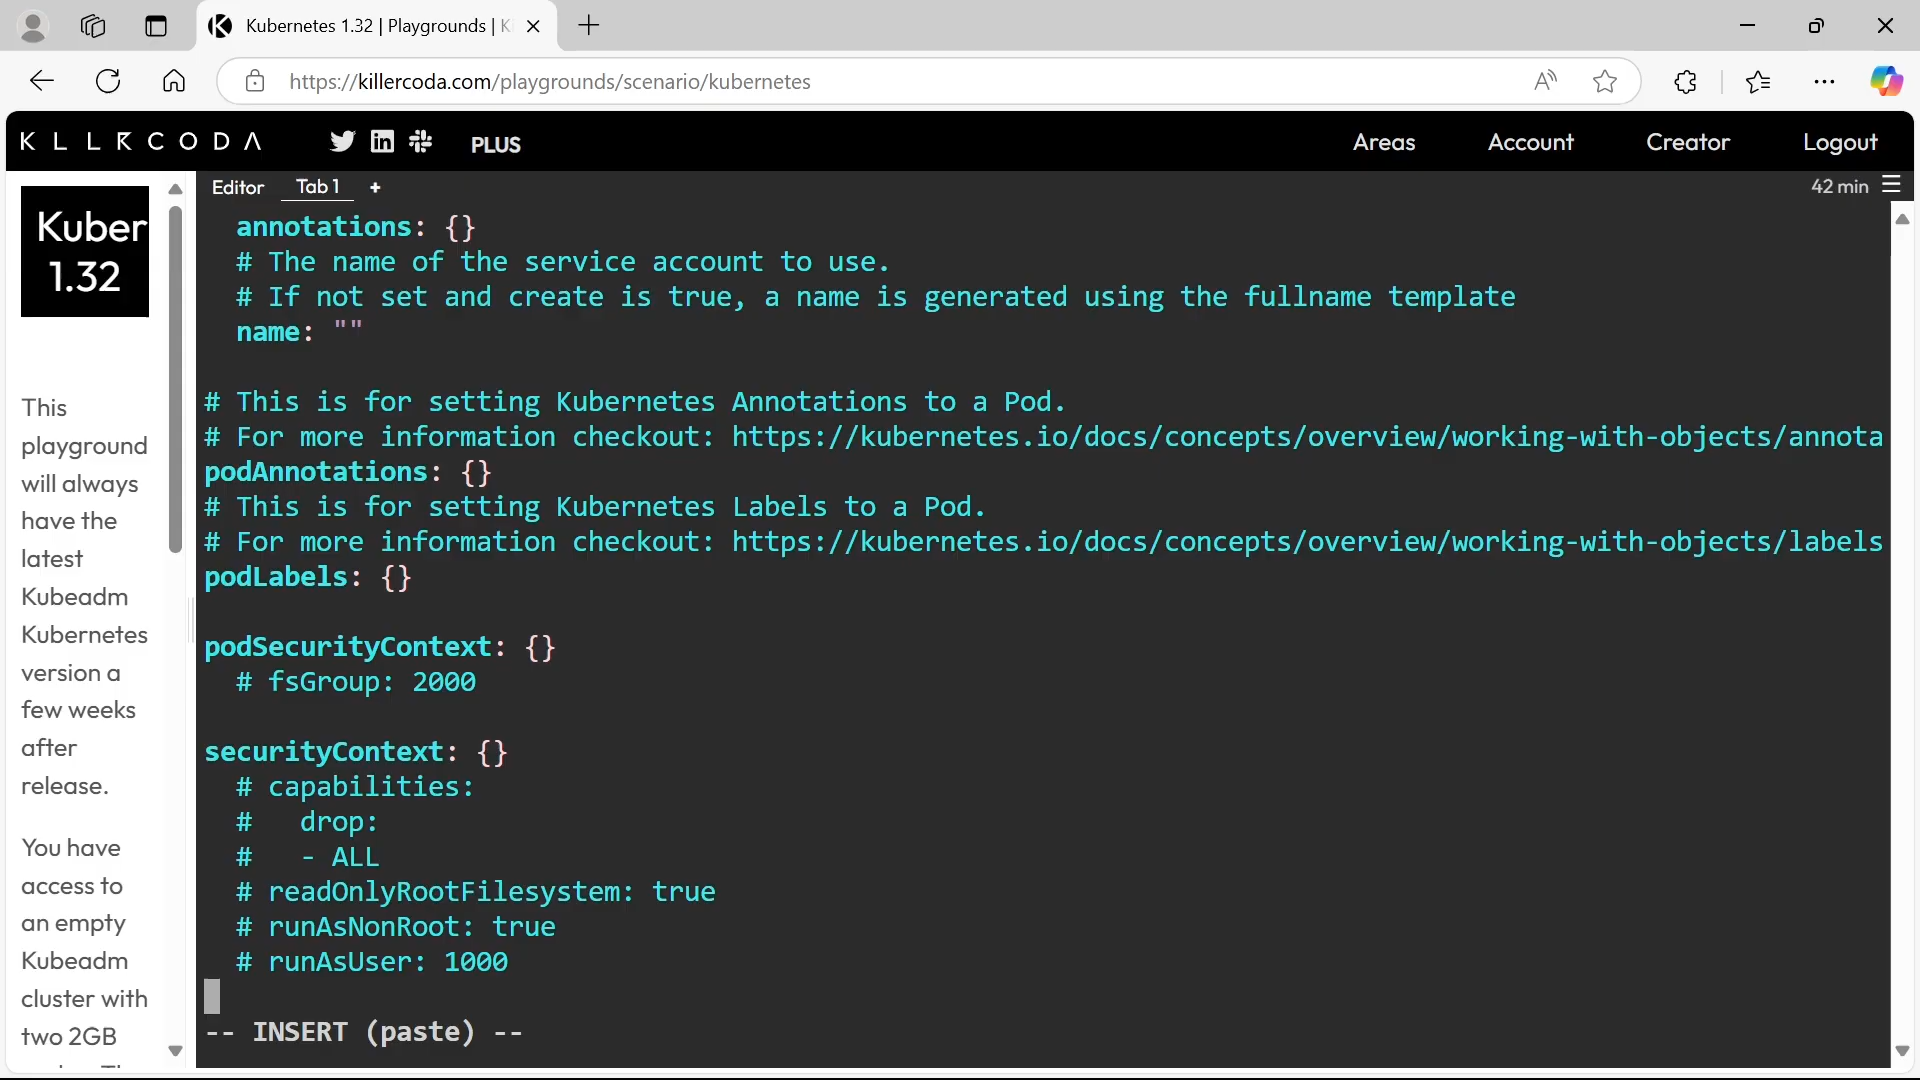 Kubernetes 1.32 | Playgrounds | K
https://killercoda.com/playgrounds/scenario/kubernetes
KLLRCODA
PLUS
Areas
Account
Creator
Logout
Kuber
1.32
This
playground
will always
have the
latest
Kubeadm
Kubernetes
version a
few weeks
after
release.
You have
access to
an empty
Kubeadm
cluster with
two 2GB
Editor
Tab 1
+
42 min
annotations: {}
# The name of the service account to use.
# If not set and create is true, a name is generated using the fullname template
name: ""
# This is for setting Kubernetes Annotations to a Pod.
# For more information checkout: https://kubernetes.io/docs/concepts/overview/working-with-objects/annota
podAnnotations: {}
# This is for setting Kubernetes Labels to a Pod.
# For more information checkout: https://kubernetes.io/docs/concepts/overview/working-with-objects/labels
podLabels: {}
podSecurityContext: {}
# fsGroup: 2000
securityContext: {}
# capabilities:
#   drop:
#   - ALL
# readOnlyRootFilesystem: true
# runAsNonRoot: true
# runAsUser: 1000
-- INSERT (paste) --